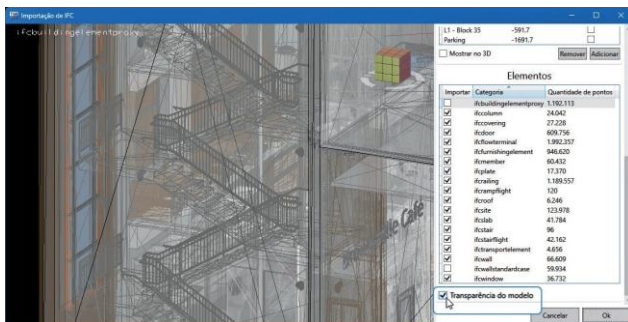 Importação de IFC
ifcbuildingelementproxy
L1 - Block 35 -591.7
Parking -1691.7
Mostrar no 3D Remover Adicionar
Elementos
Importar Categoria Quantidade de pontos
ifcbuildingelementproxy 1.192.113
ifccolumn 24.042
ifccovering 27.228
ifcdoor 609.756
ifcflowterminal 1.992.357
ifcfurnishingelement 946.620
ifcmember 60.432
ifcplate 17.370
ifcrailing 1.189.557
ifcrampflight 120
ifcroof 6.246
ifcsite 123.978
ifcslab 41.784
ifcstair 96
ifcstairflight 42.162
ifctransportelement 4.656
ifcwall 66.609
ifcwallstandardcase 59.934
ifcwindow 36.732
Transparência do modelo
Cancelar Ok
Café